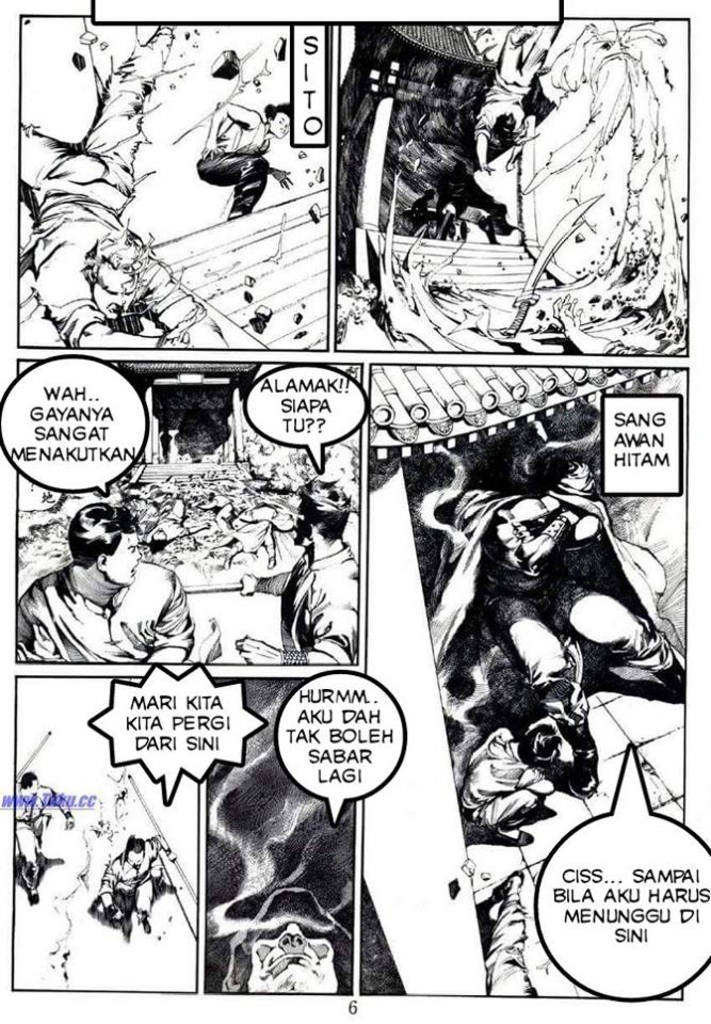 S
I
T
O
WAH..
GAYANYA
SANGAT
MENAKUTKAN
ALAMAK!!
SIAPA
TU??
SANG
AWAN
HITAM
地
MARI KITA
KITA PERGI
DARI SINI
HURMM..
AKU DAH
TAK BOLEH
SABAR
LAGI
CISS... SAMPAI
BILA AKU HARUS
MENUNGGU DI
SINI
6